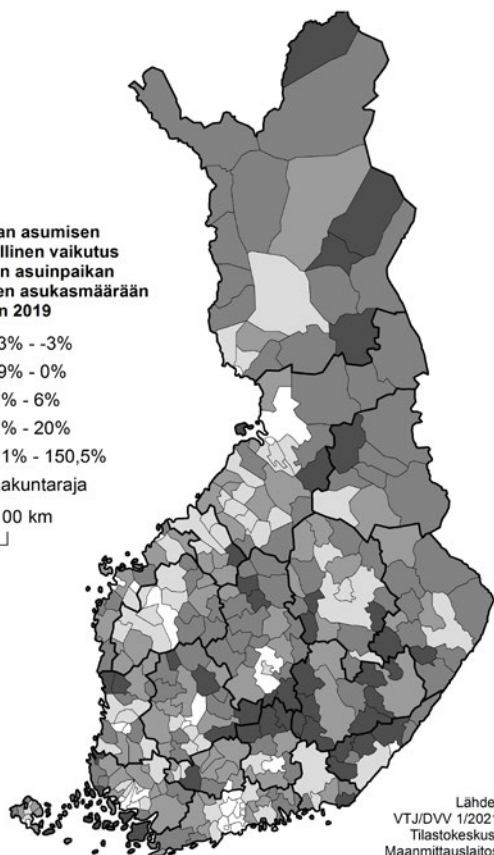 an asumisen
llinen vaikutus
n asuinpaikan
en asukasmäärään
n 2019
3% - -3%
9% - 0%
% - 6%
% - 20%
1% - 150,5%
akuntaraja
00 km
Lähde
VTJ/DVV 1/2021
Tilastokeskus
Maanmittauslaitos